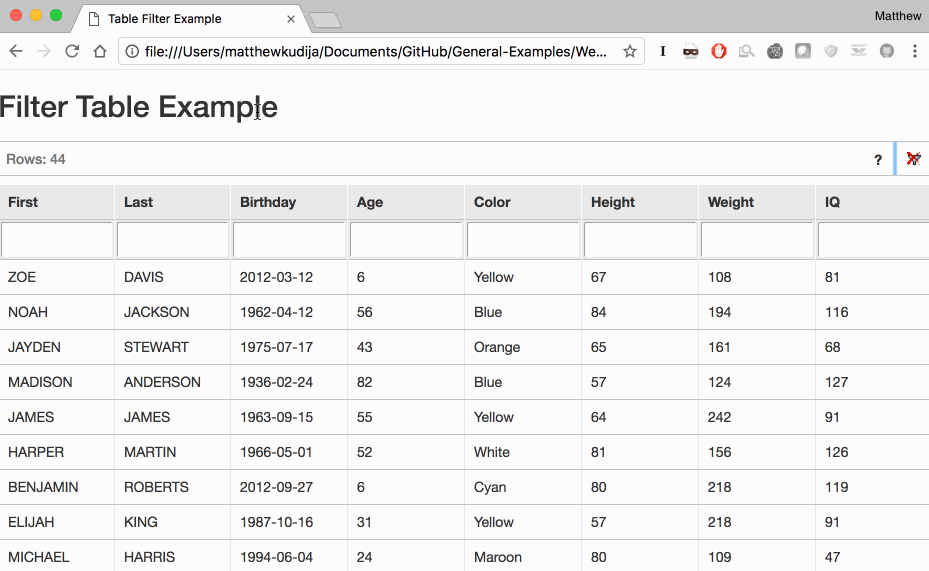 Table Filter Example
Matthew
file:///Users/matthewkudija/Documents/GitHub/General-Examples/We...
Filter Table Example
Rows: 44 ?
First Last Birthday Age Color Height Weight IQ
ZOE DAVIS 2012-03-12 6 Yellow 67 108 81
NOAH JACKSON 1962-04-12 56 Blue 84 194 116
JAYDEN STEWART 1975-07-17 43 Orange 65 161 68
MADISON ANDERSON 1936-02-24 82 Blue 57 124 127
JAMES JAMES 1963-09-15 55 Yellow 64 242 91
HARPER MARTIN 1966-05-01 52 White 81 156 126
BENJAMIN ROBERTS 2012-09-27 6 Cyan 80 218 119
ELIJAH KING 1987-10-16 31 Yellow 57 218 91
MICHAEL HARRIS 1994-06-04 24 Maroon 80 109 47